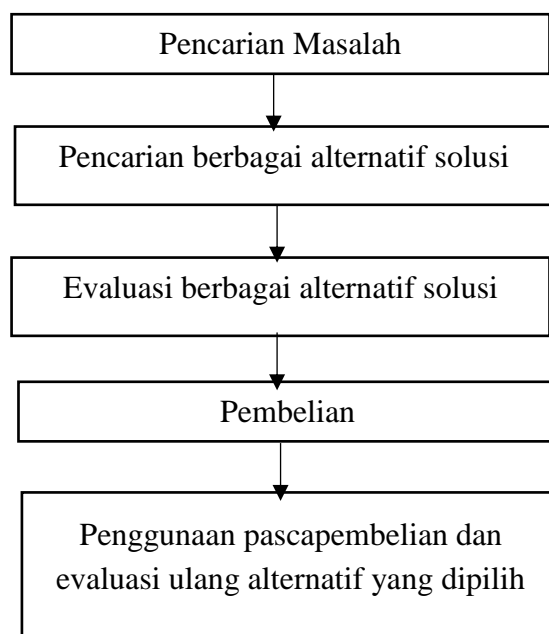 Pencarian Masalah
Pencarian berbagai alternatif solusi
Evaluasi berbagai alternatif solusi
Pembelian
Penggunaan pascapembelian dan
evaluasi ulang alternatif yang dipilih